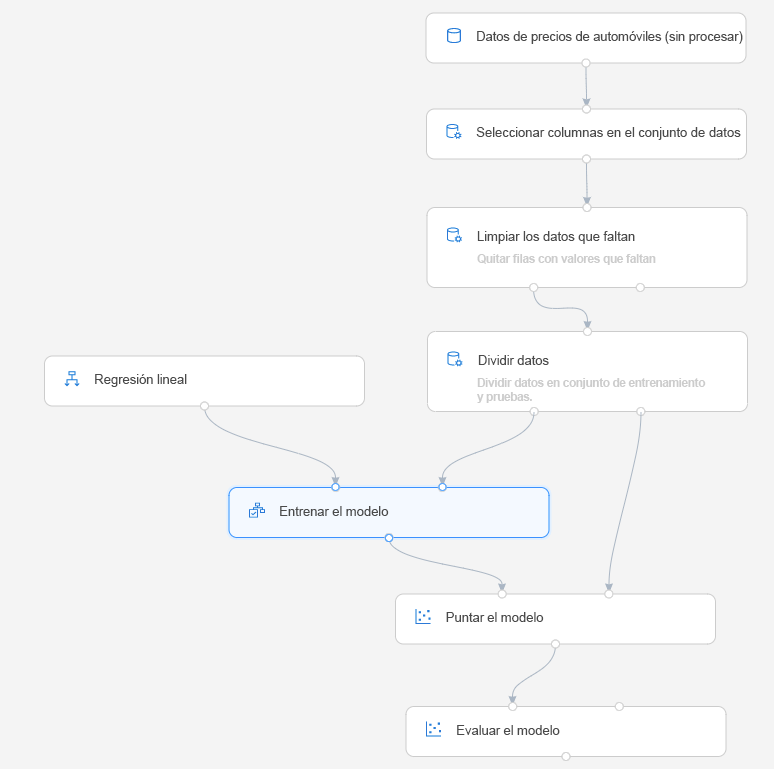 Datos de precios de automóviles (sin procesar)
Seleccionar columnas en el conjunto de datos
Limpiar los datos que faltan
Quitar filas con valores que faltan
Dividir datos
Dividir datos en conjunto de entrenamiento
y pruebas.
Regresión lineal
Entrenar el modelo
Puntar el modelo
Evaluar el modelo